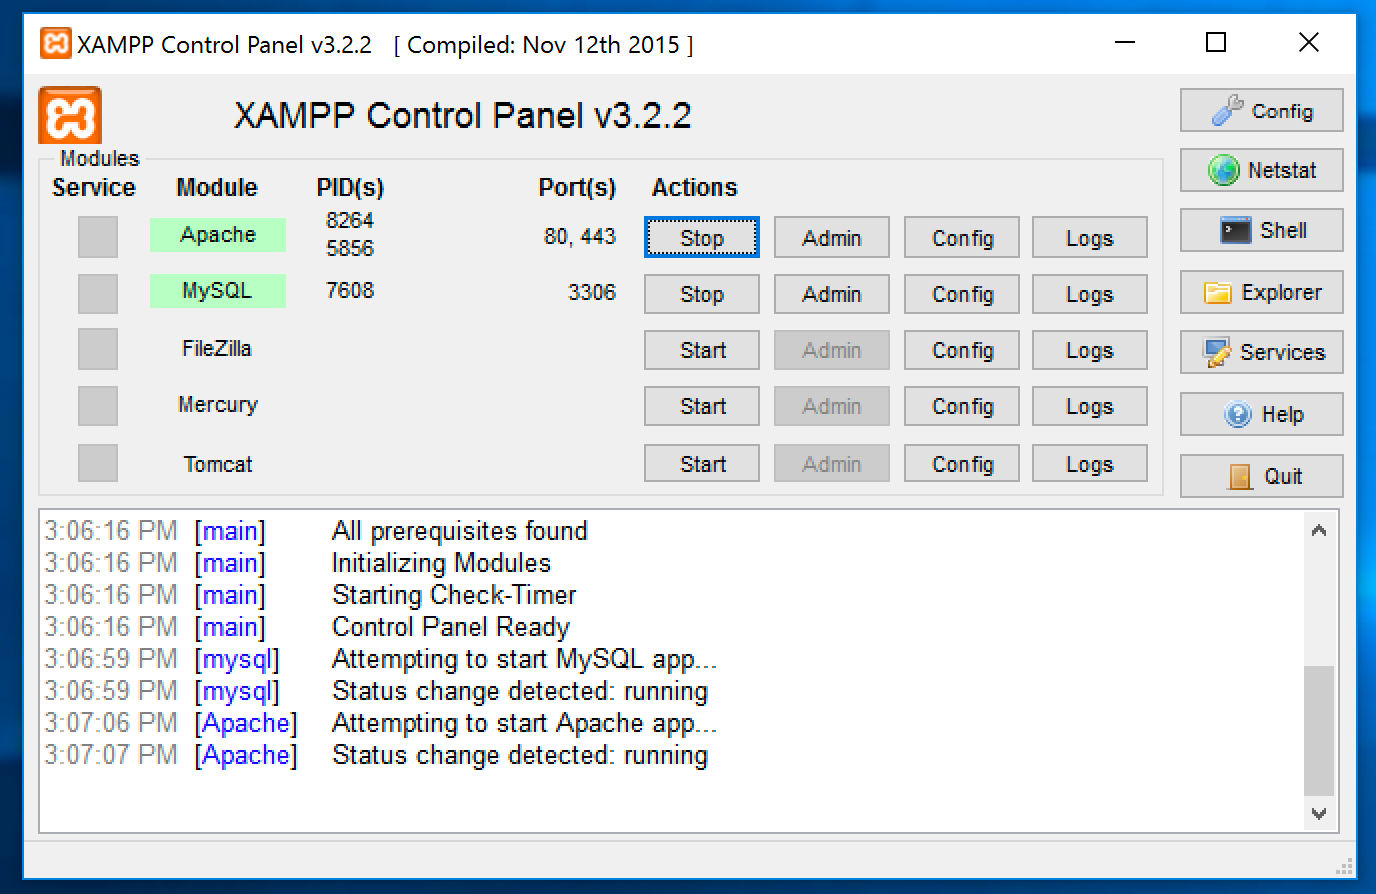 XAMPP Control Panel v3.2.2 [ Compiled: Nov 12th 2015 ]
XAMPP Control Panel v3.2.2
Config
Modules
Service Module PID(s) Port(s) Actions
Netstat
Apache 8264 5856 80, 443 Stop Admin Config Logs
Shell
MySQL 7608 3306 Stop Admin Config Logs
Explorer
FileZilla Start Admin Config Logs
Services
Mercury Start Admin Config Logs
Help
Tomcat Start Admin Config Logs
Quit
3:06:16 PM [main] All prerequisites found
3:06:16 PM [main] Initializing Modules
3:06:16 PM [main] Starting Check-Timer
3:06:16 PM [main] Control Panel Ready
3:06:59 PM [mysql] Attempting to start MySQL app...
3:06:59 PM [mysql] Status change detected: running
3:07:06 PM [Apache] Attempting to start Apache app...
3:07:07 PM [Apache] Status change detected: running